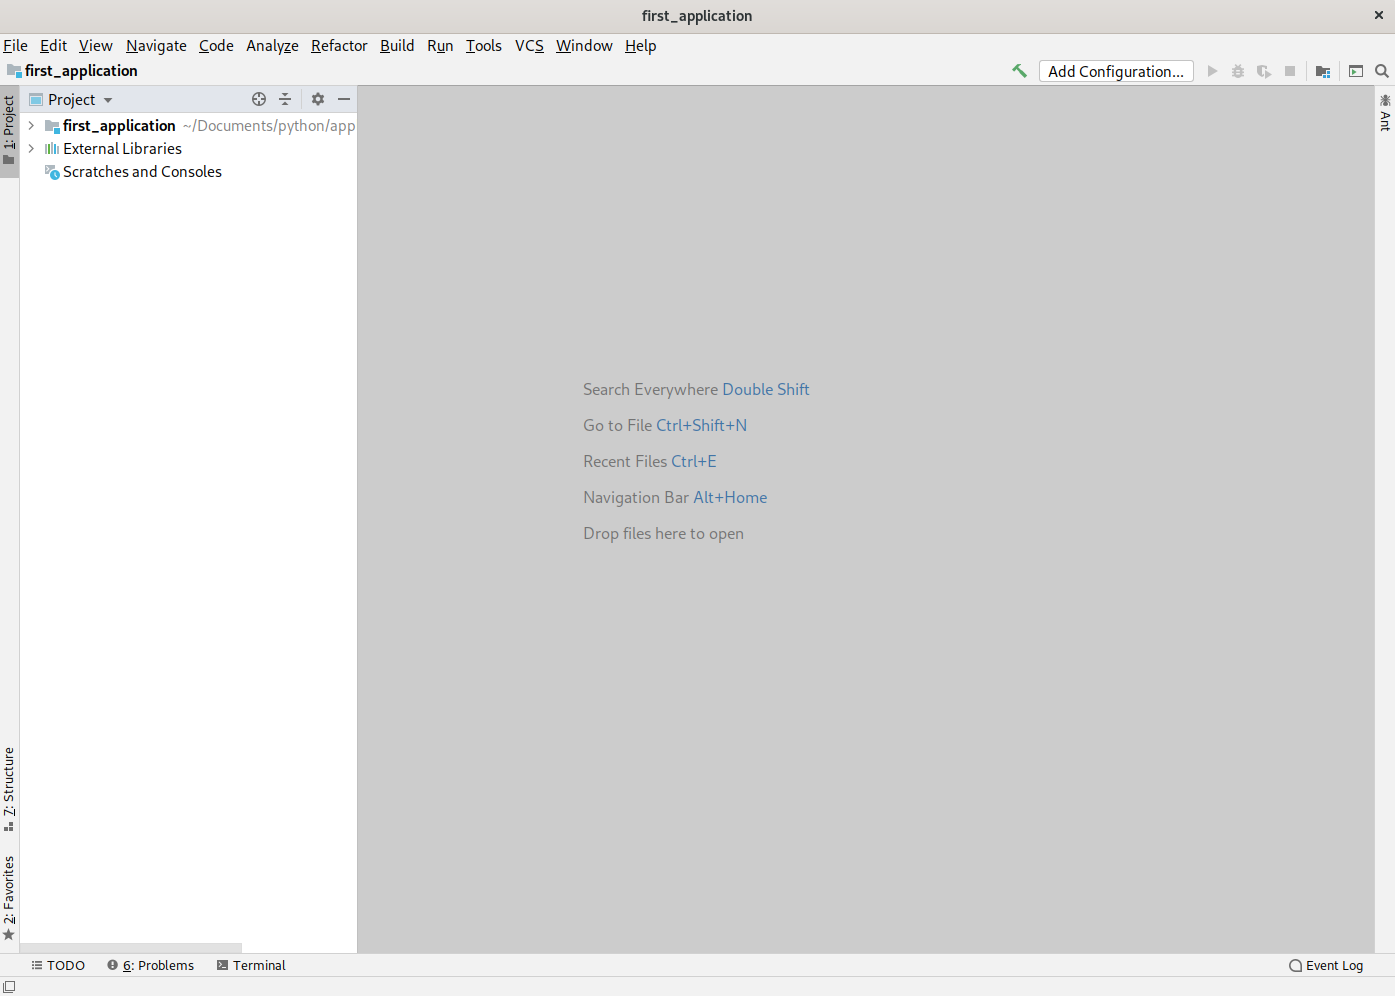 first_application
File Edit View Navigate Code Analyze Refactor Build Run Tools VCS Window Help
first_application
Add Configuration...
1: Project
Project
first_application ~/Documents/python/app
External Libraries
Scratches and Consoles
Ant
Search Everywhere Double Shift
Go to File Ctrl+Shift+N
Recent Files Ctrl+E
Navigation Bar Alt+Home
Drop files here to open
7: Structure
2: Favorites
TODO 6: Problems Terminal
Event Log